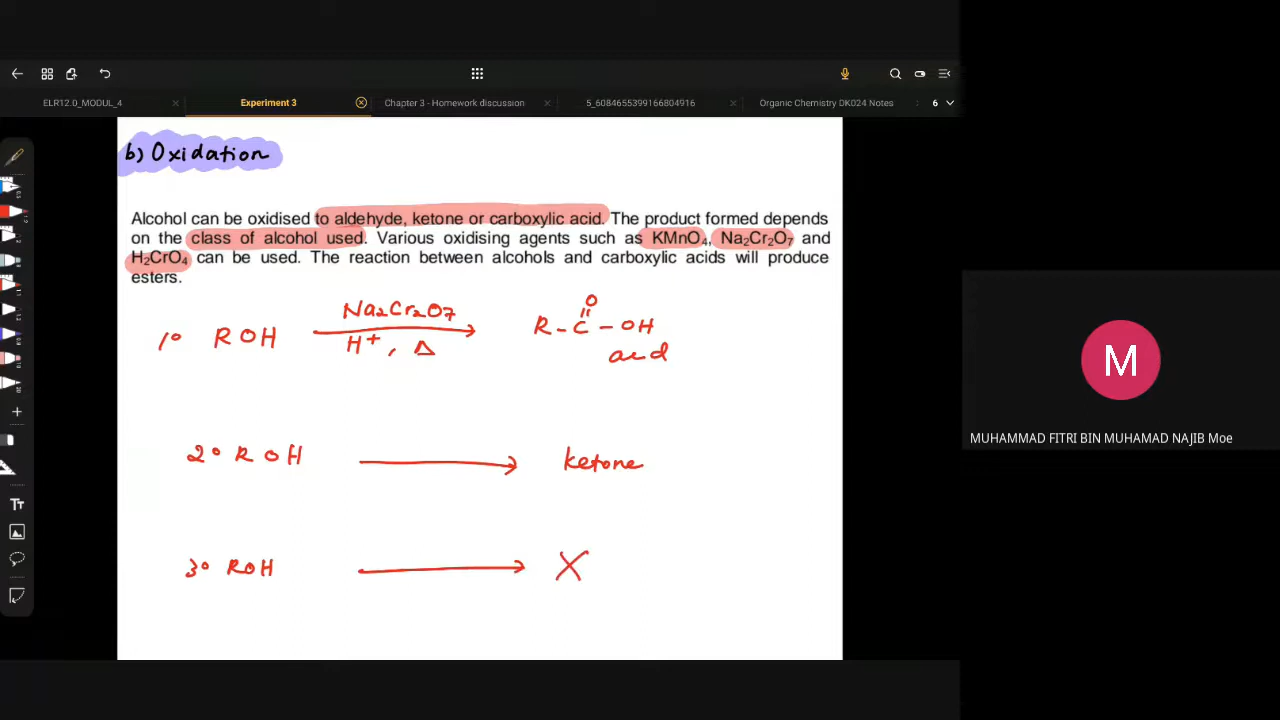 ELR12.0_MODUL_4
Experiment 3
Chapter 3 - Homework discussion
5_6084655399166804916
Organic Chemistry DK024 Notes
6
b) Oxidation
Alcohol can be oxidised to aldehyde, ketone or carboxylic acid. The product formed depends
on the class of alcohol used. Various oxidising agents such as KMnO₄, Na₂Cr₂O₇ and
H₂CrO₄ can be used. The reaction between alcohols and carboxylic acids will produce
esters.
1° ROH
Na₂Cr₂O₇
H⁺, Δ
O
R - C - OH
acid
2° ROH
ketone
3° ROH
X
Tт
M
MUHAMMAD FITRI BIN MUHAMAD NAJIB Moe